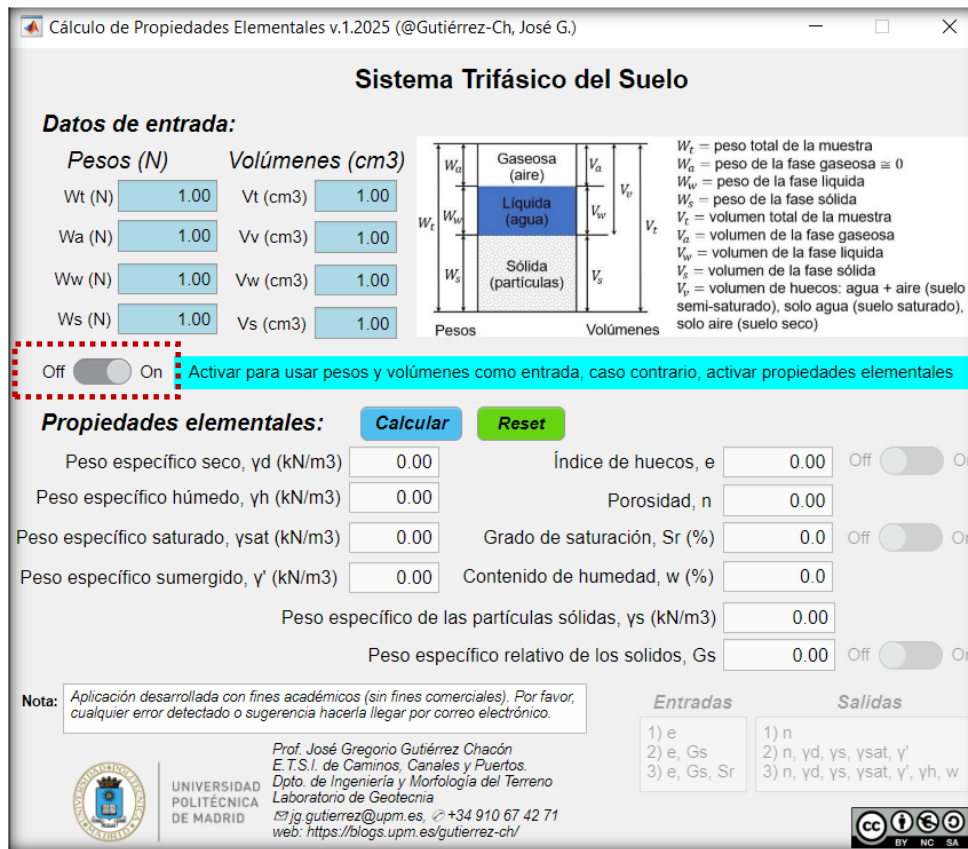 Cálculo de Propiedades Elementales v.1.2025 (@Gutiérrez-Ch, José G.)
Sistema Trifásico del Suelo
Datos de entrada:
Pesos (N)
Volúmenes (cm3)
Wt (N) 1.00 Vt (cm3) 1.00
Wa (N) 1.00 Vv (cm3) 1.00
Ww (N) 1.00 Vw (cm3) 1.00
Ws (N) 1.00 Vs (cm3) 1.00
Wa Gaseosa Va
(aire)
Vv
Wt Ww Líquida Vw Vt
(agua)
Ws Sólida Vs
(partículas)
Pesos Volúmenes
Wt = peso total de la muestra
Wa = peso de la fase gaseosa ≅ 0
Ww = peso de la fase liquida
Ws = peso de la fase sólida
Vt = volumen total de la muestra
Va = volumen de la fase gaseosa
Vw = volumen de la fase liquida
Vs = volumen de la fase sólida
Vv = volumen de huecos: agua + aire (suelo
semi-saturado), solo agua (suelo saturado),
solo aire (suelo seco)
Off On Activar para usar pesos y volúmenes como entrada, caso contrario, activar propiedades elementales
Propiedades elementales: Calcular Reset
Peso específico seco, γd (kN/m3) 0.00 Índice de huecos, e 0.00 Off On
Peso específico húmedo, γh (kN/m3) 0.00 Porosidad, n 0.00
Peso específico saturado, γsat (kN/m3) 0.00 Grado de saturación, Sr (%) 0.0 Off On
Peso específico sumergido, γ' (kN/m3) 0.00 Contenido de humedad, w (%) 0.0
Peso específico de las partículas sólidas, γs (kN/m3) 0.00
Peso específico relativo de los solidos, Gs 0.00 Off On
Nota: Aplicación desarrollada con fines académicos (sin fines comerciales). Por favor,
cualquier error detectado o sugerencia hacerla llegar por correo electrónico.
Entradas Salidas
1) e 1) n
2) e, Gs 2) n, γd, γs, γsat, γ'
3) e, Gs, Sr 3) n, γd, γs, γsat, γ', γh, w
UNIVERSIDAD
POLITÉCNICA
DE MADRID
Prof. José Gregorio Gutiérrez Chacón
E.T.S.I. de Caminos, Canales y Puertos.
Dpto. de Ingeniería y Morfología del Terreno
Laboratorio de Geotecnia
✉ jg.gutierrez@upm.es, ✆ +34 910 67 42 71
web: https://blogs.upm.es/gutierrez-ch/
cc
BY NC SA